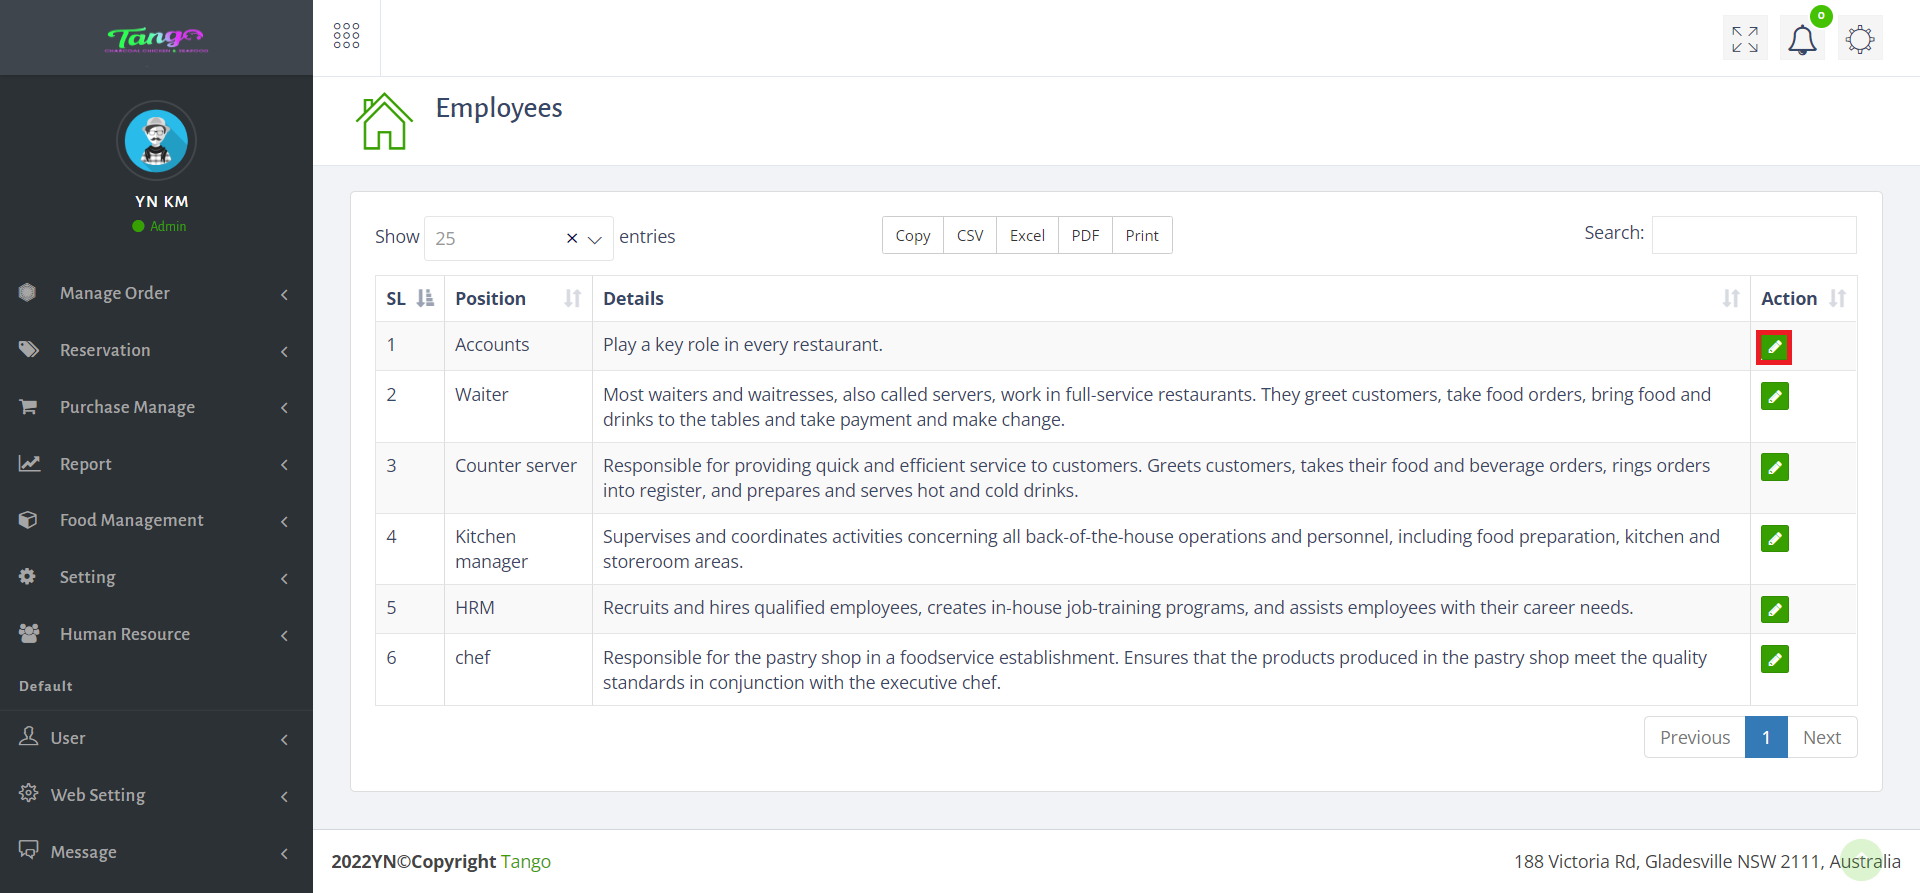 Tango
CHARCOAL CHICKEN & SEAFOOD
0
Employees
YN KM
Admin
Manage Order
Reservation
Purchase Manage
Report
Food Management
Setting
Human Resource
Default
User
Web Setting
Message
Show 25 entries
Copy CSV Excel PDF Print
Search:
SL Position Details Action
1 Accounts Play a key role in every restaurant.
2 Waiter Most waiters and waitresses, also called servers, work in full-service restaurants. They greet customers, take food orders, bring food and
drinks to the tables and take payment and make change.
3 Counter server Responsible for providing quick and efficient service to customers. Greets customers, takes their food and beverage orders, rings orders
into register, and prepares and serves hot and cold drinks.
4 Kitchen Supervises and coordinates activities concerning all back-of-the-house operations and personnel, including food preparation, kitchen and
manager storeroom areas.
5 HRM Recruits and hires qualified employees, creates in-house job-training programs, and assists employees with their career needs.
6 chef Responsible for the pastry shop in a foodservice establishment. Ensures that the products produced in the pastry shop meet the quality
standards in conjunction with the executive chef.
Previous 1 Next
2022YN©Copyright Tango
188 Victoria Rd, Gladesville NSW 2111, Australia